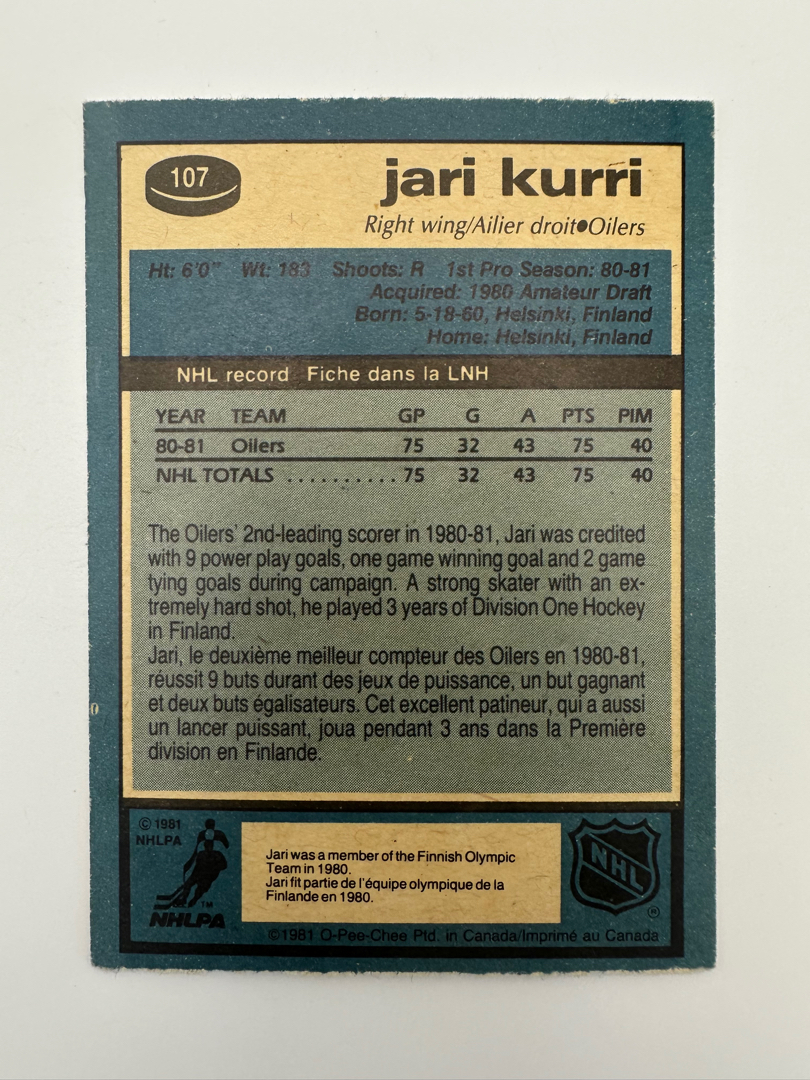 107
jari kurri
Right wing/Ailier droit•Oilers
Ht: 6'0" Wt: 183 Shoots: R 1st Pro Season: 80-81
Acquired: 1980 Amateur Draft
Born: 5-18-60, Helsinki, Finland
Home: Helsinki, Finland
NHL record Fiche dans la LNH
YEAR TEAM GP G A PTS PIM
80-81 Oilers 75 32 43 75 40
NHL TOTALS .......... 75 32 43 75 40
The Oilers' 2nd-leading scorer in 1980-81, Jari was credited
with 9 power play goals, one game winning goal and 2 game
tying goals during campaign. A strong skater with an ex-
tremely hard shot, he played 3 years of Division One Hockey
in Finland.
Jari, le deuxième meilleur compteur des Oilers en 1980-81,
réussit 9 buts durant des jeux de puissance, un but gagnant
et deux buts égalisateurs. Cet excellent patineur, qui a aussi
un lancer puissant, joua pendant 3 ans dans la Première
division en Finlande.
© 1981
NHLPA
TM
NHLPA
Jari was a member of the Finnish Olympic
Team in 1980.
Jari fit partie de l'équipe olympique de la
Finlande en 1980.
NHL
®
©1981 O-Pee-Chee Ptd. in Canada/Imprimé au Canada